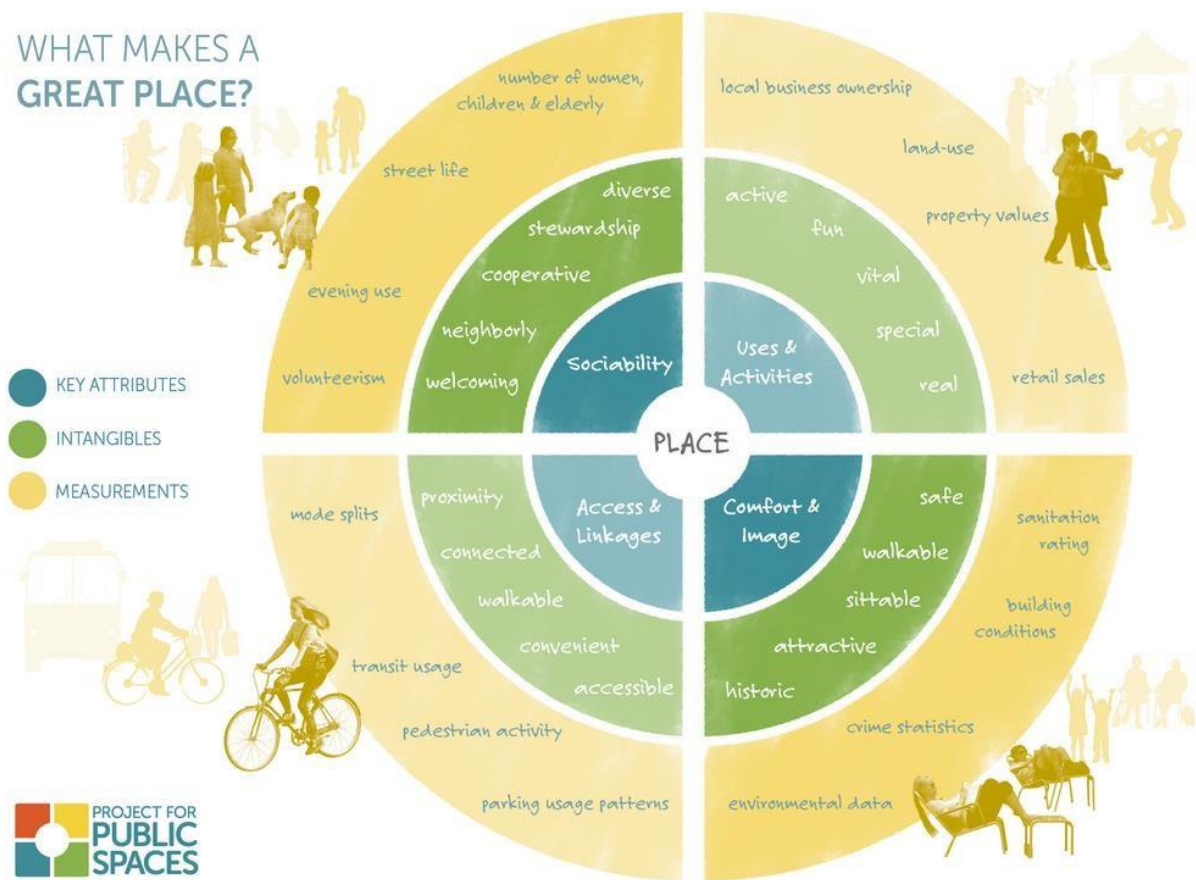 WHAT MAKES A
GREAT PLACE?
number of women,
children & elderly
street life
evening use
volunteerism
diverse
stewardship
cooperative
neighborly
welcoming
Sociability
local business ownership
land-use
property values
retail sales
active
fun
vital
special
real
Uses &
Activities
KEY ATTRIBUTES
INTANGIBLES
MEASUREMENTS
PLACE
mode splits
transit usage
pedestrian activity
parking usage patterns
proximity
connected
walkable
convenient
accessible
Access &
Linkages
Comfort &
Image
safe
walkable
sittable
attractive
historic
sanitation
rating
building
conditions
crime statistics
environmental data
PROJECT FOR
PUBLIC
SPACES